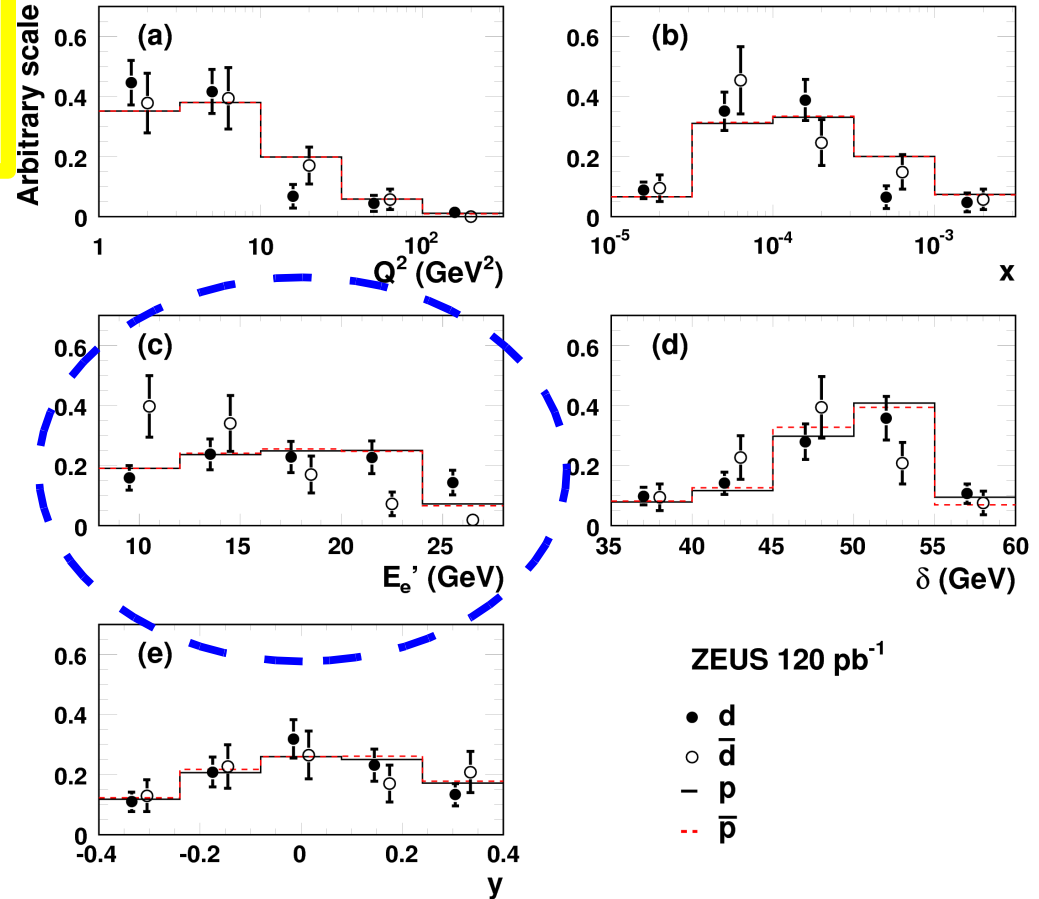 Arbitrary scale
(a)
0.6
0.4
0.2
0
1 10 10²
Q² (GeV²)
(b)
0.6
0.4
0.2
0
10⁻⁵ 10⁻⁴ 10⁻³
x
(c)
0.6
0.4
0.2
0
10 15 20 25
Eₑ’ (GeV)
(d)
0.6
0.4
0.2
0
35 40 45 50 55 60
δ (GeV)
(e)
0.6
0.4
0.2
0
-0.4 -0.2 0 0.2 0.4
y
ZEUS 120 pb⁻¹
d
d̅
p
p̅